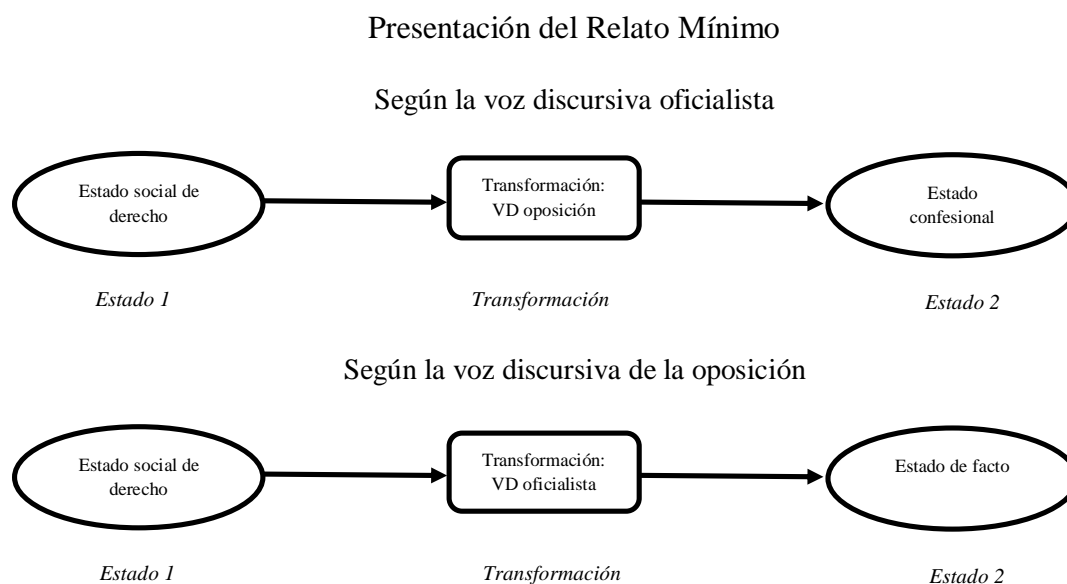 Presentación del Relato Mínimo
Según la voz discursiva oficialista
Estado social de
derecho
Transformación:
VD oposición
Estado
confesional
Estado 1
Transformación
Estado 2
Según la voz discursiva de la oposición
Estado social de
derecho
Transformación:
VD oficialista
Estado de facto
Estado 1
Transformación
Estado 2